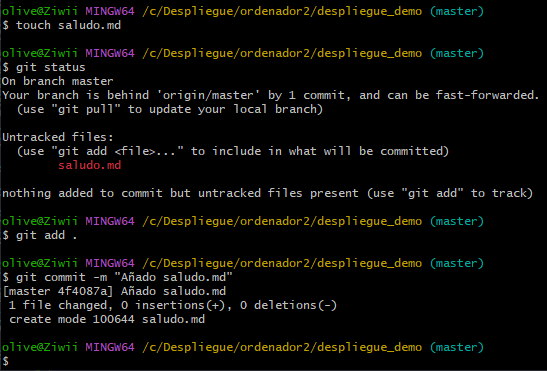 olive@Ziwii MINGW64 /c/Despliegue/ordenador2/despliegue_demo (master)
$ touch saludo.md
olive@Ziwii MINGW64 /c/Despliegue/ordenador2/despliegue_demo (master)
$ git status
On branch master
Your branch is behind 'origin/master' by 1 commit, and can be fast-forwarded.
  (use "git pull" to update your local branch)
Untracked files:
  (use "git add <file>..." to include in what will be committed)
        saludo.md
nothing added to commit but untracked files present (use "git add" to track)
olive@Ziwii MINGW64 /c/Despliegue/ordenador2/despliegue_demo (master)
$ git add .
olive@Ziwii MINGW64 /c/Despliegue/ordenador2/despliegue_demo (master)
$ git commit -m "Añado saludo.md"
[master 4f4087a] Añado saludo.md
 1 file changed, 0 insertions(+), 0 deletions(-)
 create mode 100644 saludo.md
olive@Ziwii MINGW64 /c/Despliegue/ordenador2/despliegue_demo (master)
$